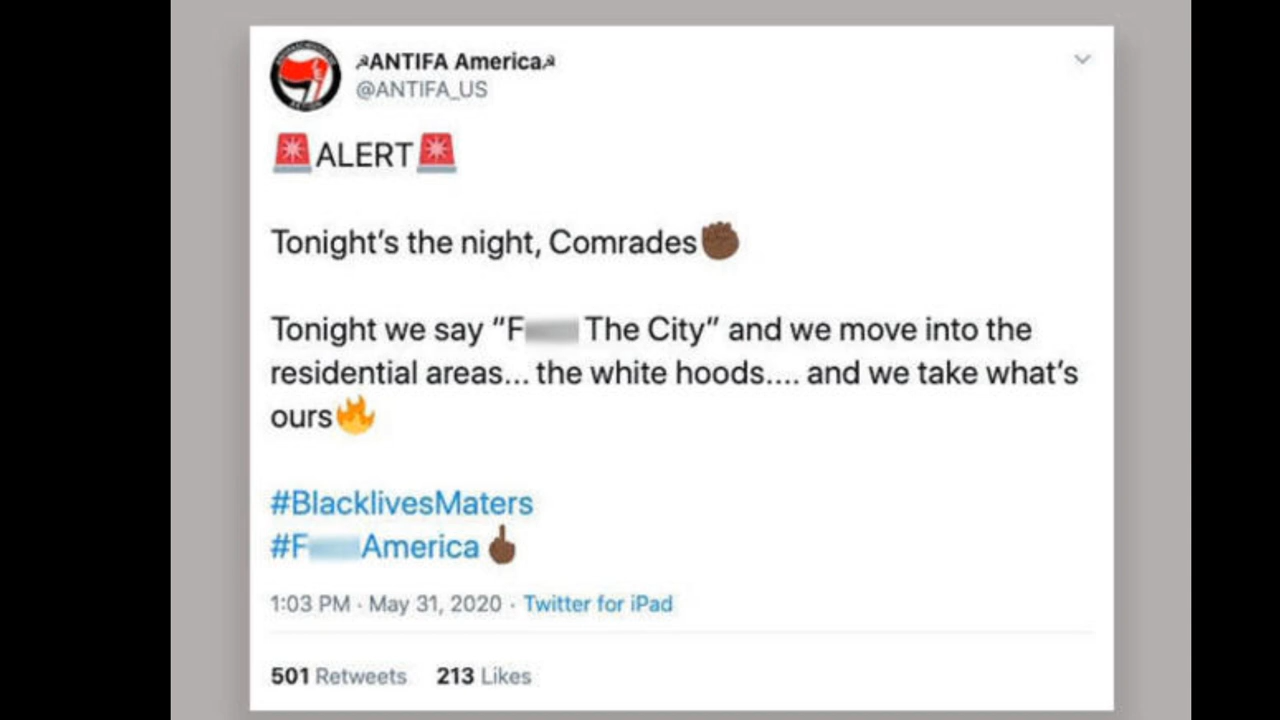 ANTIFA America
@ANTIFA_US
ALERT
Tonight's the night, Comrades
Tonight we say “F The City” and we move into the
residential areas... the white hoods.... and we take what's
ours
#BlacklivesMaters
#F America
1:03 PM · May 31, 2020 · Twitter for iPad
501 Retweets 213 Likes